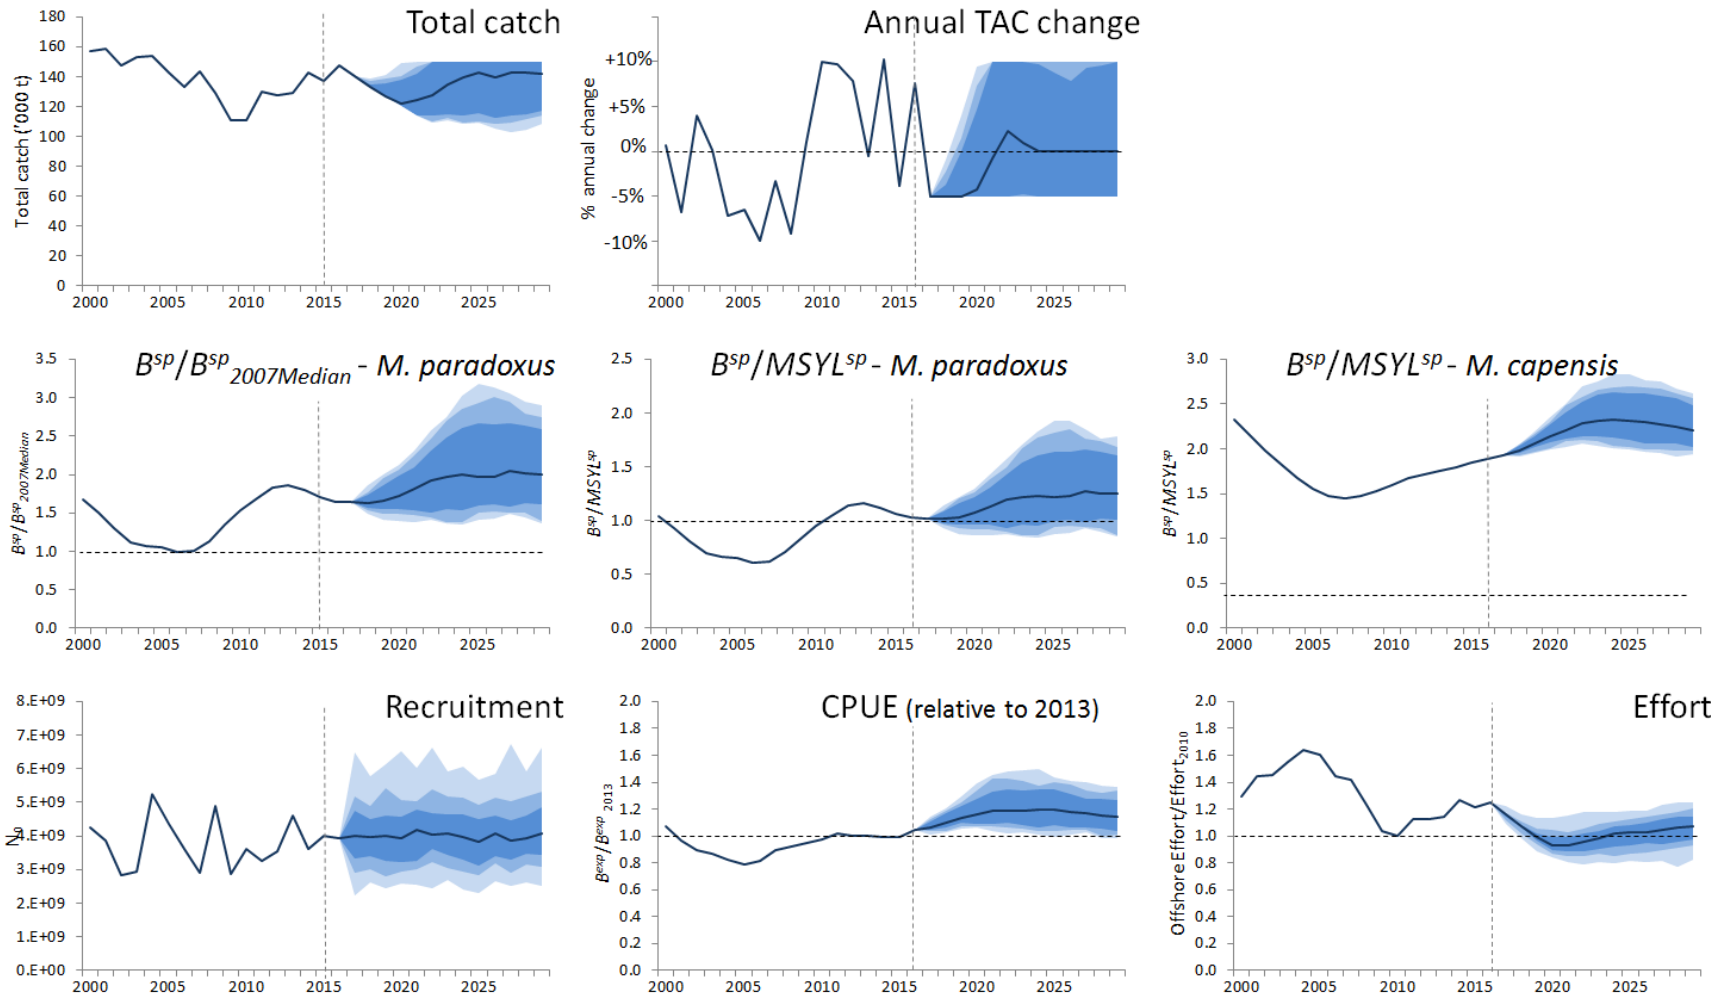 Total catch
Total catch ('000 t)
180
160
140
120
100
80
60
40
20
0
2000 2005 2010 2015 2020 2025
Annual TAC change
% annual change
+10%
+5%
0%
-5%
-10%
2000 2005 2010 2015 2020 2025
Bsp/Bsp2007Median - M. paradoxus
Bsp/Bsp2007Median
3.5
3.0
2.5
2.0
1.5
1.0
0.5
0.0
2000 2005 2010 2015 2020 2025
Bsp/MSYLsp - M. paradoxus
Bsp/MSYLsp
2.5
2.0
1.5
1.0
0.5
0.0
2000 2005 2010 2015 2020 2025
Bsp/MSYLsp - M. capensis
Bsp/MSYLsp
3.0
2.5
2.0
1.5
1.0
0.5
0.0
2000 2005 2010 2015 2020 2025
Recruitment
8.E+09
7.E+09
6.E+09
5.E+09
4.E+09
3.E+09
2.E+09
1.E+09
0.E+00
2000 2005 2010 2015 2020 2025
CPUE (relative to 2013)
Bexp/Bexp2013
2.0
1.8
1.6
1.4
1.2
1.0
0.8
0.6
0.4
0.2
0.0
2000 2005 2010 2015 2020 2025
Effort
Offshore Effort/Effort2010
2.0
1.8
1.6
1.4
1.2
1.0
0.8
0.6
0.4
0.2
0.0
2000 2005 2010 2015 2020 2025